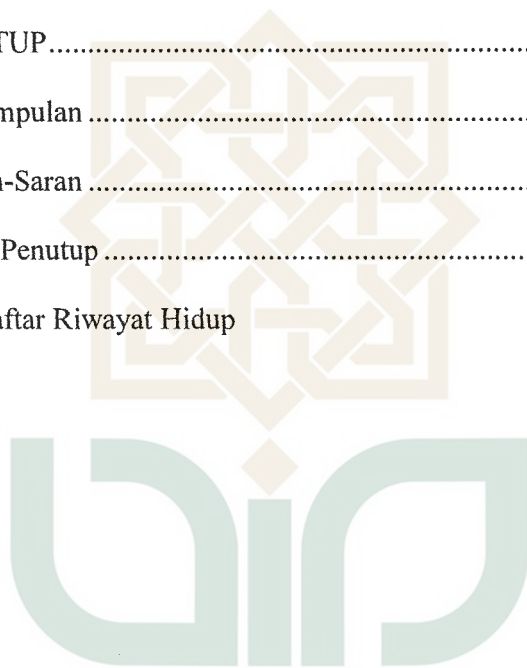 TUP........................................................................
mpulan ........................................................................
n-Saran ........................................................................
Penutup ........................................................................
aftar Riwayat Hidup